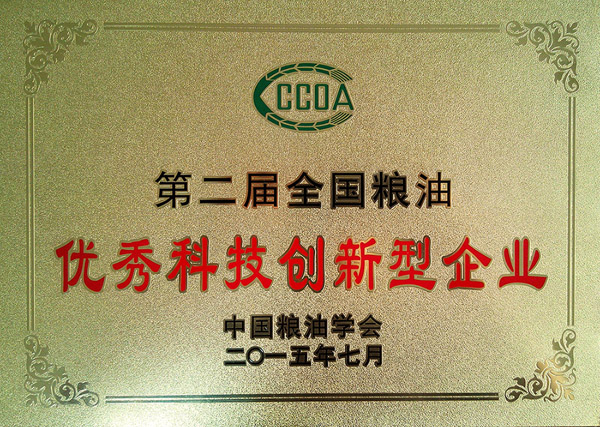 CCOA
第二届全国粮油
优秀科技创新型企业
中国粮油学会
二〇一五年七月